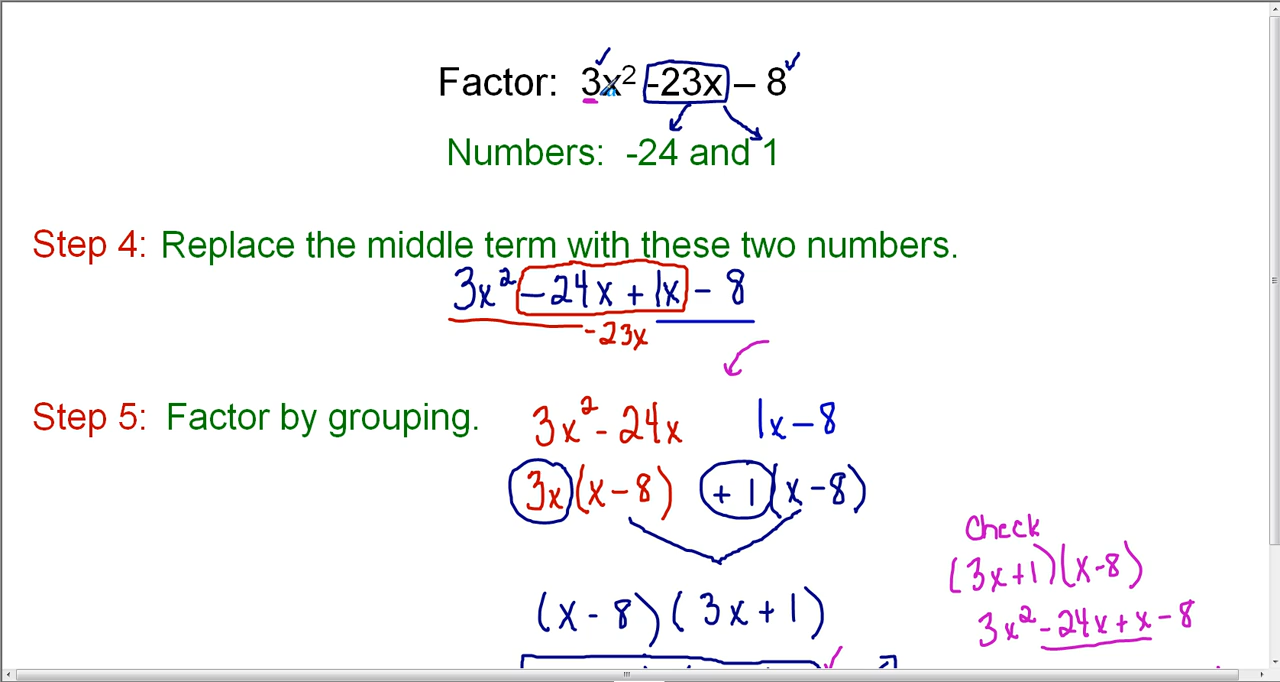 Factor: 3x² -23x – 8
Numbers: -24 and 1
Step 4: Replace the middle term with these two numbers.
3x² - 24x + 1x - 8
-23x
Step 5: Factor by grouping.
3x² - 24x 1x - 8
3x(x - 8) + 1(x - 8)
(x - 8)(3x + 1)
Check
(3x+1)(x-8)
3x² - 24x + x - 8